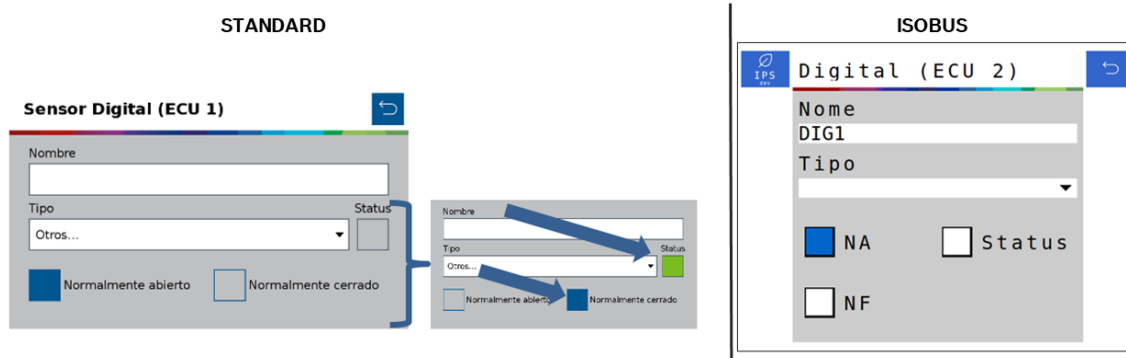 STANDARD
Sensor Digital (ECU 1)
Nombre
Tipo Status
Otros...
Normalmente abierto Normalmente cerrado
Nombre
Tipo Status
Otros...
Normalmente abierto Normalmente cerrado
ISOBUS
IPS
Digital (ECU 2)
Nome
DIG1
Tipo
NA Status
NF